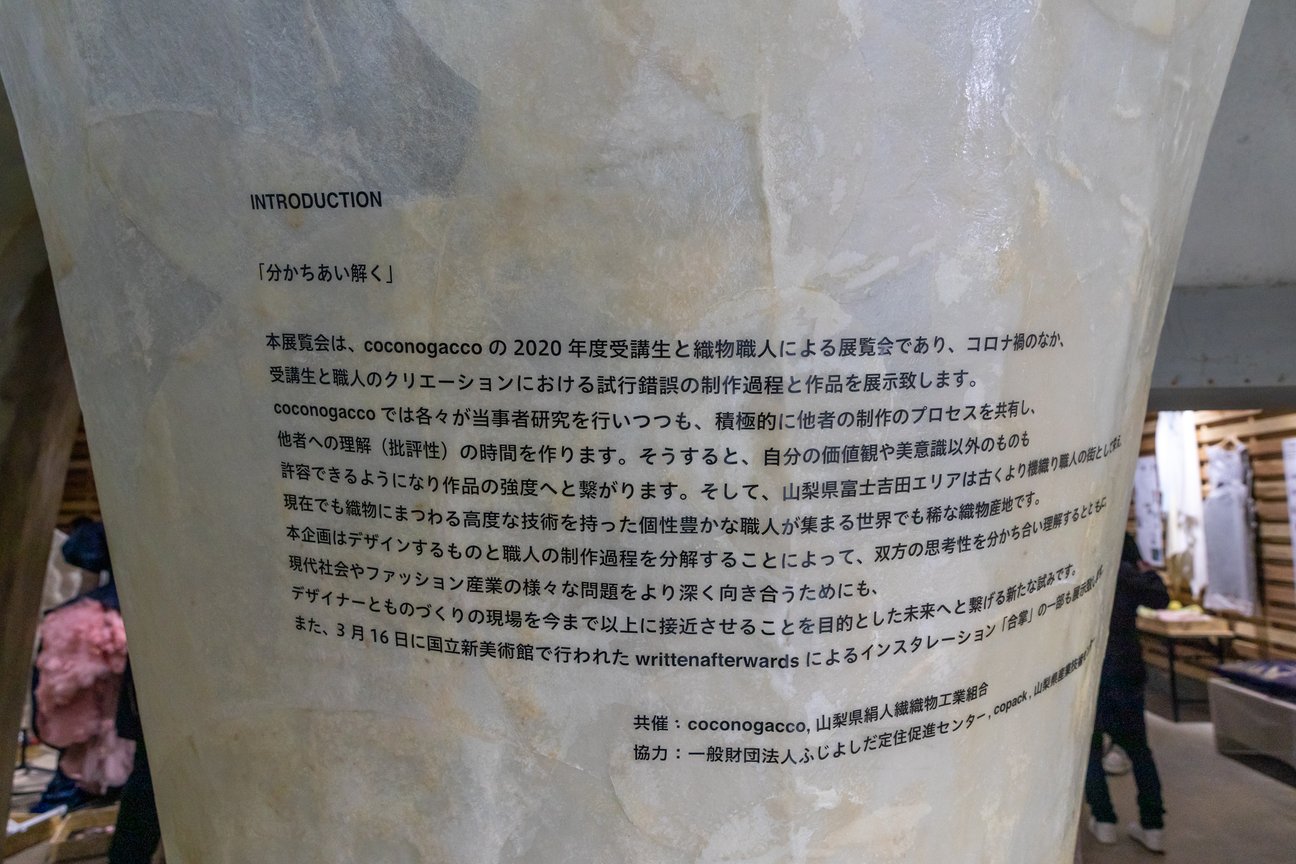 INTRODUCTION
「分かちあい解く」
本展覧会は、coconogacco の 2020 年度受講生と織物職人による展覧会であり、コロナ禍のなか、
受講生と職人のクリエーションにおける試行錯誤の制作過程と作品を展示致します。
coconogacco では各々が当事者研究を行いつつも、積極的に他者の制作のプロセスを共有し、
他者への理解（批評性）の時間を作ります。そうすると、自分の価値観や美意識以外のものも
許容できるようになり作品の強度へと繋がります。そして、山梨県富士吉田エリアは古くより機織り職人の街として
現在でも織物にまつわる高度な技術を持った個性豊かな職人が集まる世界でも稀な織物産地です。
本企画はデザインするものと職人の制作過程を分解することによって、双方の思考性を分かち合い理解するとともに
現代社会やファッション産業の様々な問題をより深く向き合うためにも、
デザイナーとものづくりの現場を今まで以上に接近させることを目的とした未来へと繋げる新たな試みです。
また、3 月 16 日に国立新美術館で行われた writtenafterwards によるインスタレーション「合掌」の一部も展示致します。
共催：coconogacco, 山梨県絹人繊織物工業組合
協力：一般財団法人ふじよしだ定住促進センター, copack, 山梨県産業技術